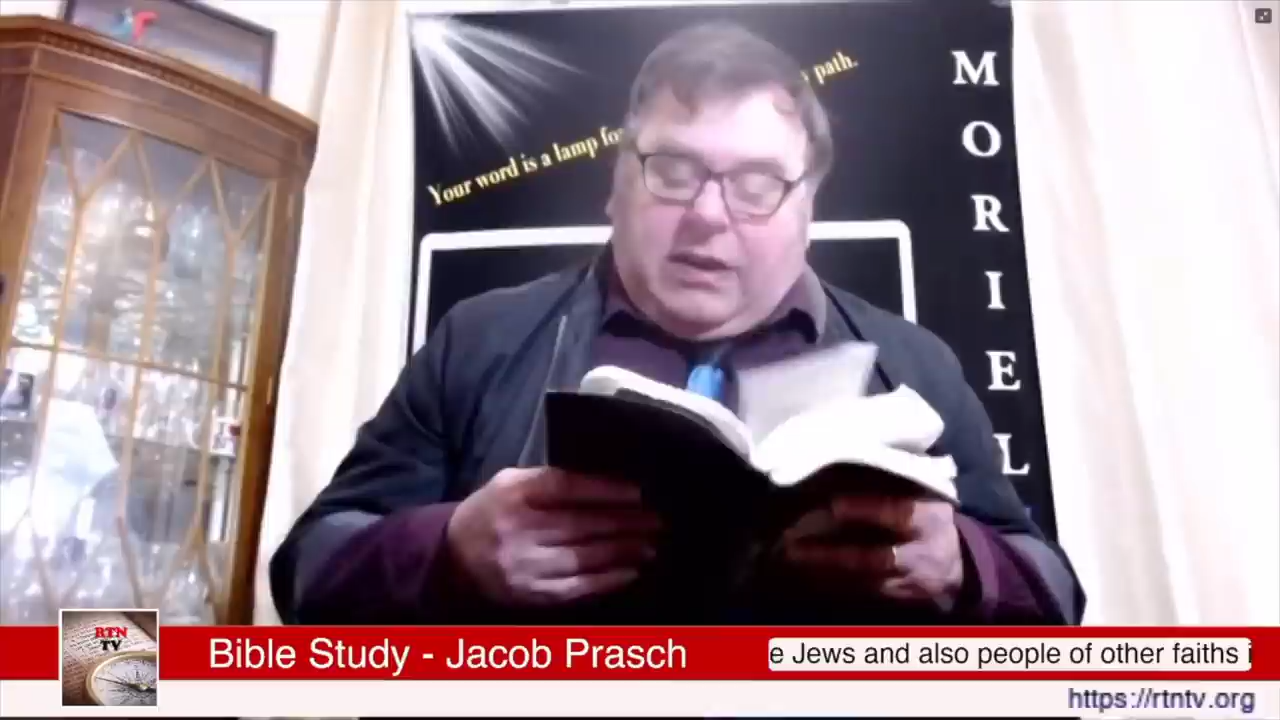 Your word is a lamp fo
path.
MORIEL
RTN
TV
Bible Study - Jacob Prasch
e Jews and also people of other faiths i
https://rtntv.org